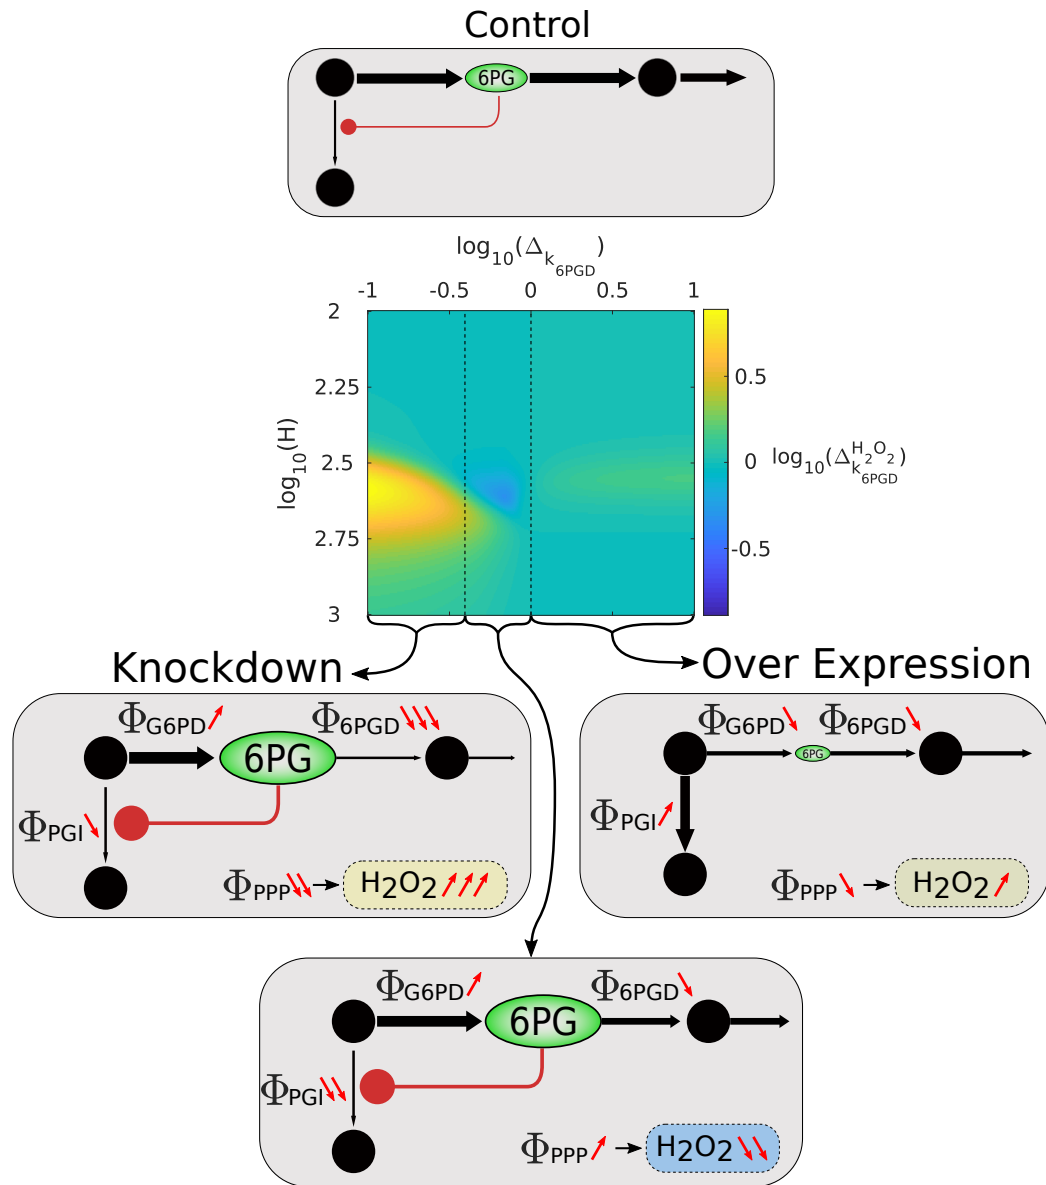 Control
6PG
log10(Δk6PGD)
-1 -0.5 0 0.5 1
2
2.25
2.5
2.75
3
log10(H)
0.5
0
-0.5
log10(ΔH2O2k6PGD)
Knockdown
ΦG6PD Φ6PGD
6PG
ΦPGI
ΦPPP → H2O2
Over Expression
ΦG6PD Φ6PGD
6PG
ΦPGI
ΦPPP → H2O2
ΦG6PD Φ6PGD
6PG
ΦPGI
ΦPPP → H2O2